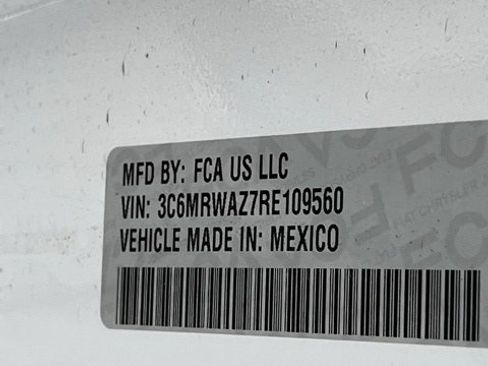 MFD BY: FCA US LLC
VIN: 3C6MRWAZ7RE109560
VEHICLE MADE IN: MEXICO